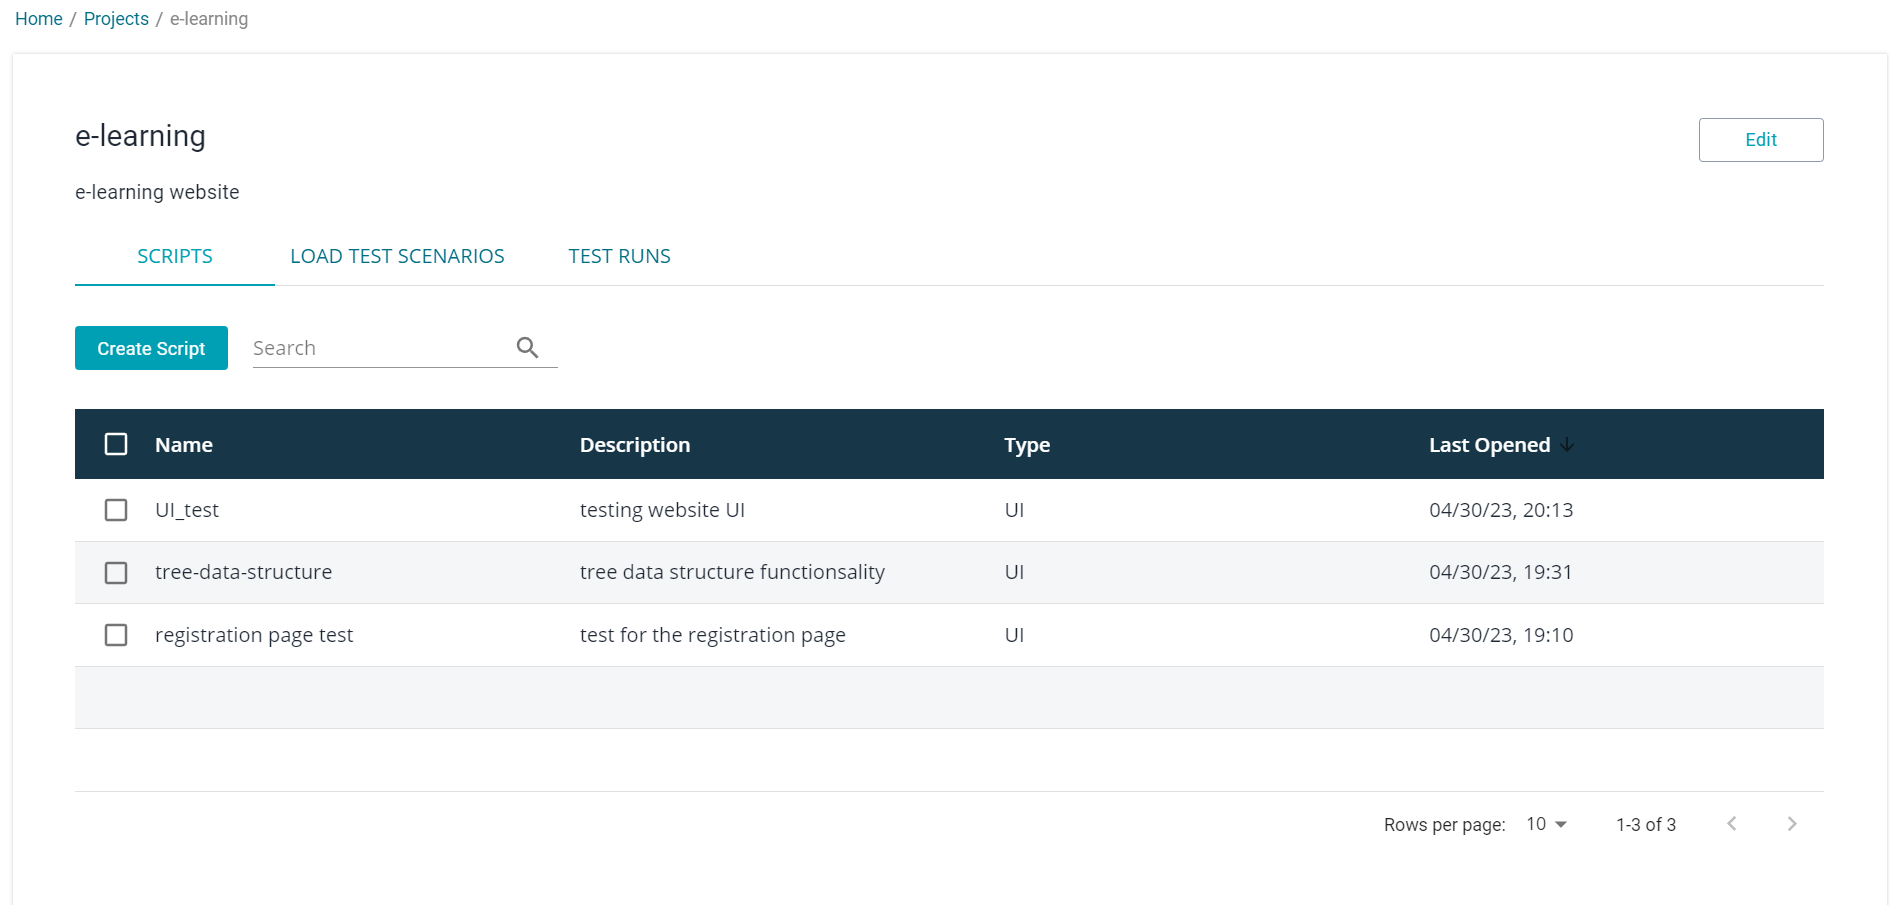 Home / Projects / e-learning
e-learning
Edit
e-learning website
SCRIPTS LOAD TEST SCENARIOS TEST RUNS
Create Script Search
Name Description Type Last Opened
UI_test testing website UI UI 04/30/23, 20:13
tree-data-structure tree data structure functionsality UI 04/30/23, 19:31
registration page test test for the registration page UI 04/30/23, 19:10
Rows per page: 10 1-3 of 3